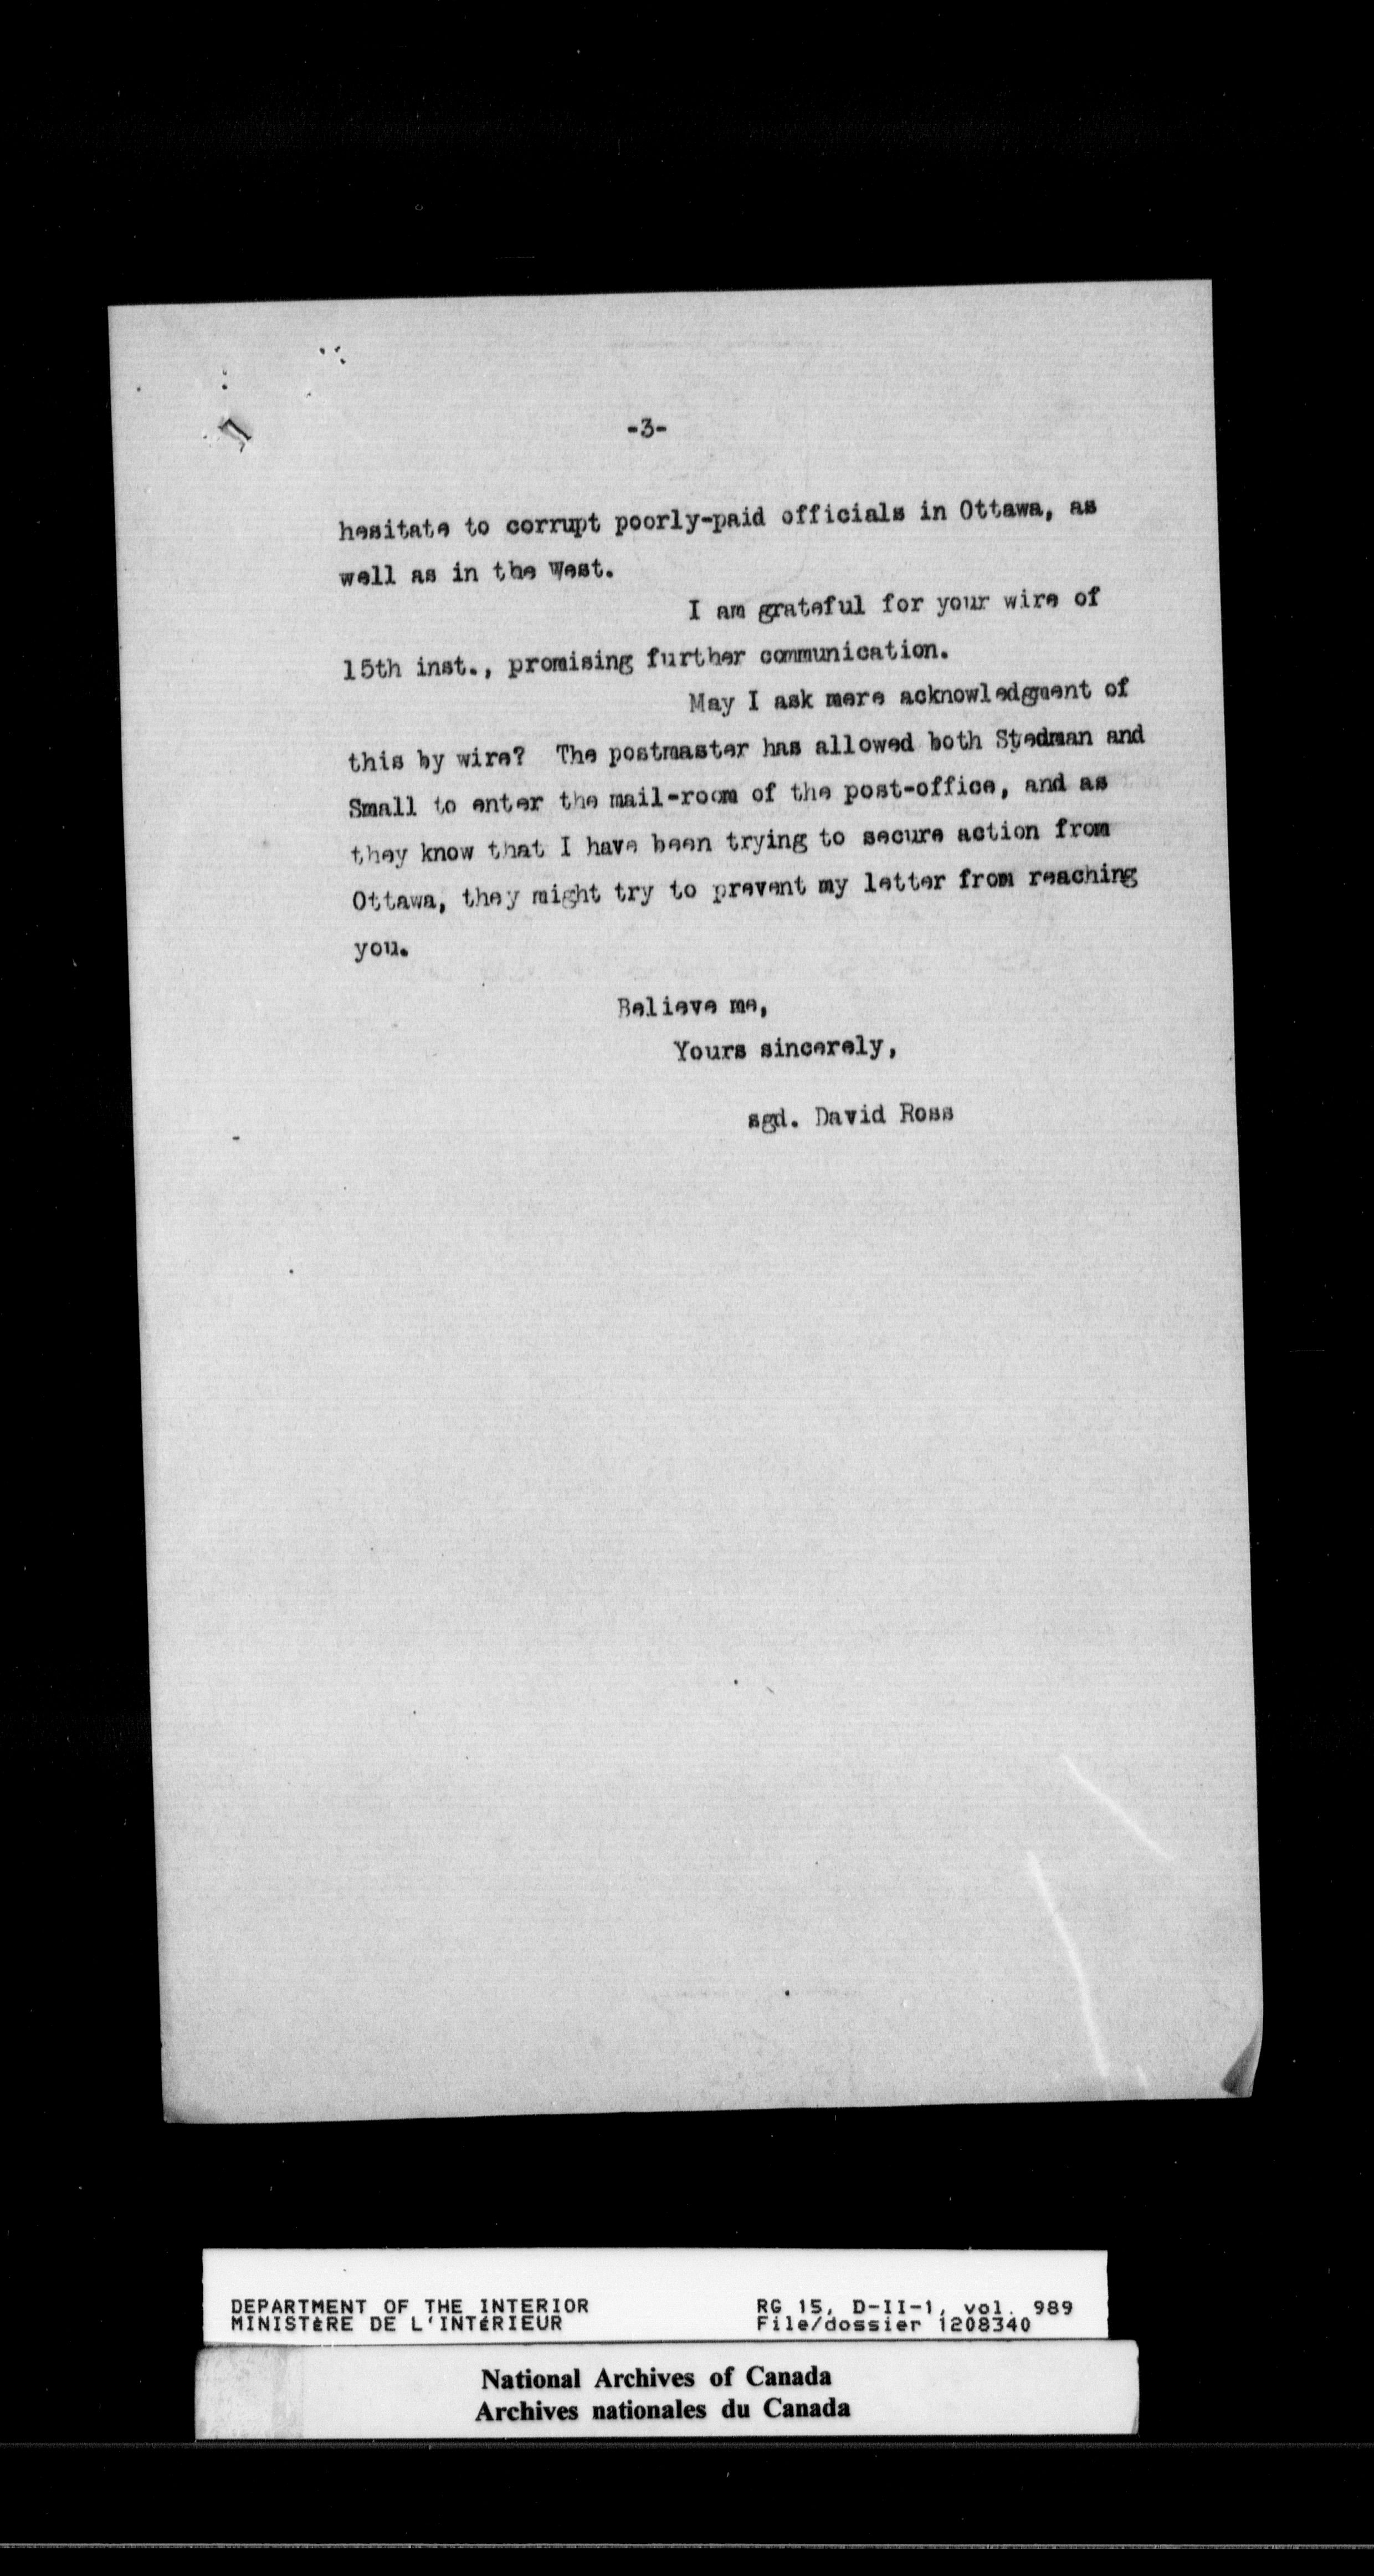 -3-
hesitate to corrupt poorly-paid officials in Ottawa, as
well as in the West.
I am grateful for your wire of
15th inst., promising further communication.
May I ask mere acknowledgment of
this by wire? The postmaster has allowed both Stedman and
Small to enter the mail-room of the post-office, and as
they know that I have been trying to secure action from
Ottawa, they might try to prevent my letter from reaching
you.
Believe me,
Yours sincerely,
sgd. David Ross
DEPARTMENT OF THE INTERIOR RG 15, D-II-1, vol. 989
MINISTÈRE DE L'INTÉRIEUR File/dossier 1208340
National Archives of Canada
Archives nationales du Canada